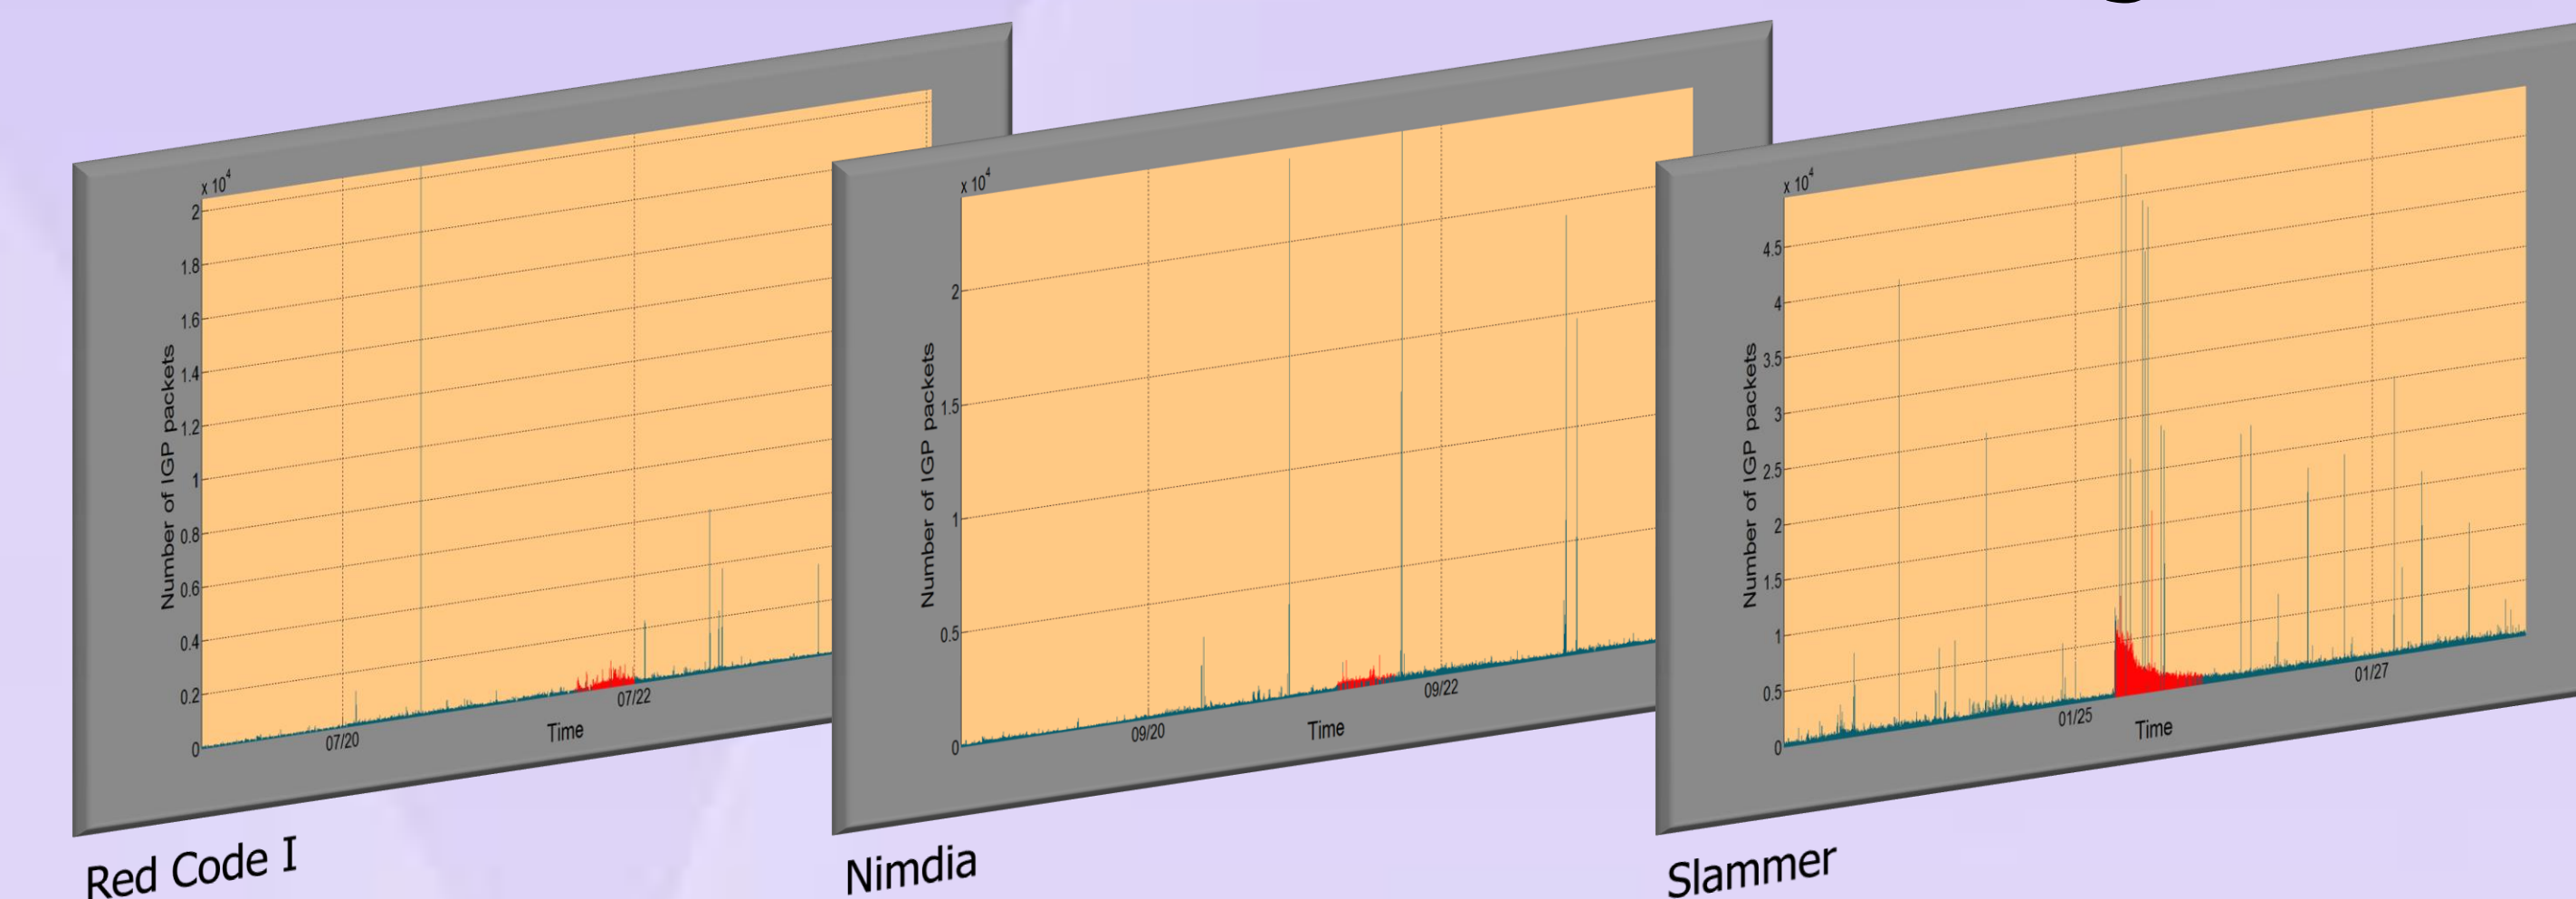 x 10^4
2
1.8
1.6
1.4
1.2
1
0.8
0.6
0.4
0.2
0
Number of IGP packets
07/20
07/22
Time
Red Code I
x 10^4
2
1.5
1
0.5
0
Number of IGP packets
09/20
09/22
Time
Nimdia
x 10^4
4.5
4
3.5
3
2.5
2
1.5
1
0.5
0
Number of IGP packets
01/25
01/27
Time
Slammer